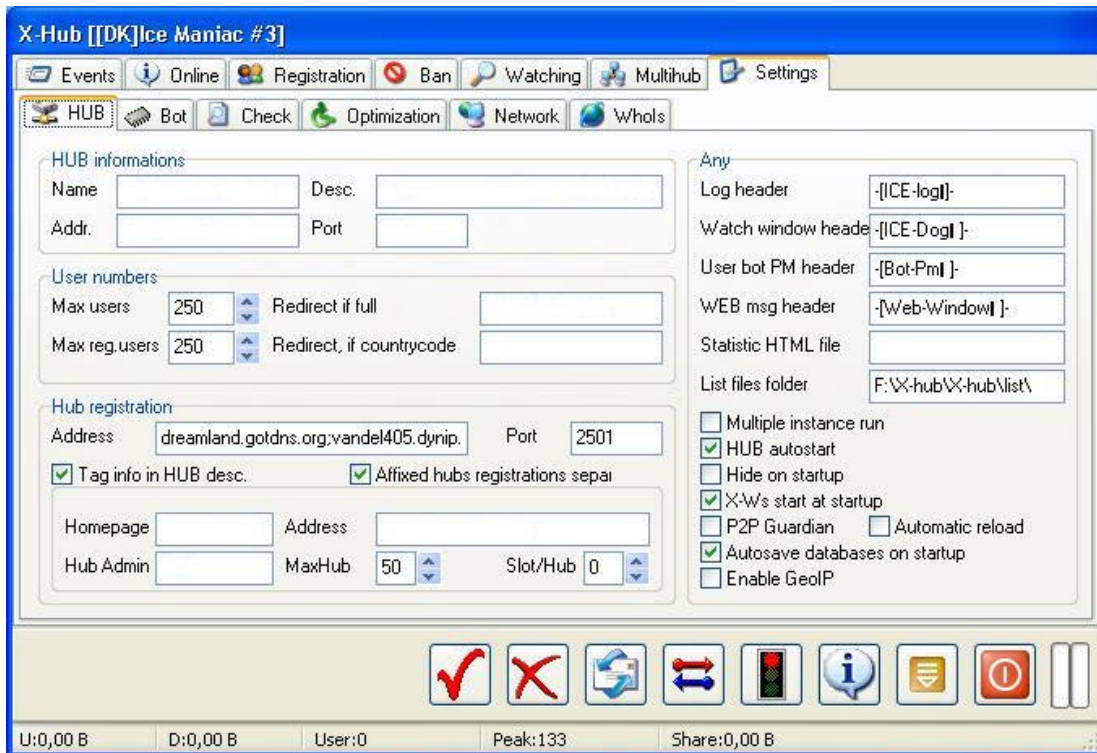 X-Hub [[DK]Ice Maniac #3]
Events Online Registration Ban Watching Multihub Settings
HUB Bot Check Optimization Network WhoIs
HUB informations
Name Desc.
Addr. Port
User numbers
Max users 250 Redirect if full
Max reg.users 250 Redirect, if countrycode
Hub registration
Address dreamland.gotdns.org;vandel405.dynip. Port 2501
Tag info in HUB desc. Affixed hubs registrations sepai
Homepage Address
Hub Admin MaxHub 50 Slot/Hub 0
Any
Log header -[ICE-log|]-
Watch window heade -[ICE-Dog| ]-
User bot PM header -[Bot-Pm| ]-
WEB msg header -[Web-Window| ]-
Statistic HTML file
List files folder F:\X-hub\X-hub\list\
Multiple instance run
HUB autostart
Hide on startup
X-Ws start at startup
P2P Guardian Automatic reload
Autosave databases on startup
Enable GeoIP
U:0,00 B D:0,00 B User:0 Peak:133 Share:0,00 B